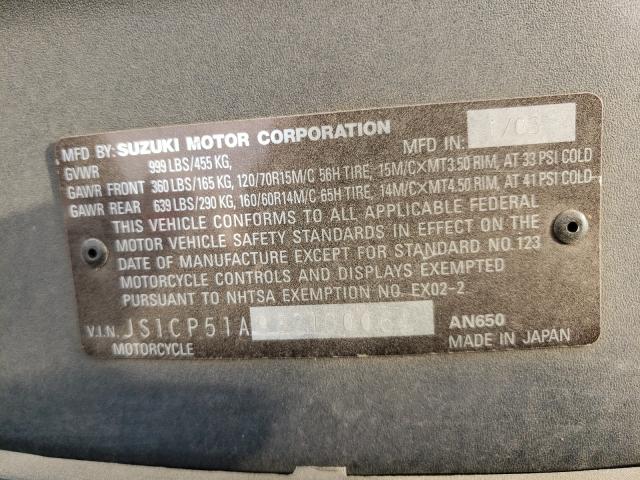 MFD BY: SUZUKI MOTOR CORPORATION MFD IN: 1/03
GVWR 999 LBS/455 KG,
GAWR FRONT 360 LBS/165 KG, 120/70R15M/C 56H TIRE, 15M/C×MT3.50 RIM, AT 33 PSI COLD
GAWR REAR 639 LBS/290 KG, 160/60R14M/C 65H TIRE, 14M/C×MT4.50 RIM, AT 41 PSI COLD
THIS VEHICLE CONFORMS TO ALL APPLICABLE FEDERAL
MOTOR VEHICLE SAFETY STANDARDS IN EFFECT ON THE
DATE OF MANUFACTURE EXCEPT FOR STANDARD NO.123
MOTORCYCLE CONTROLS AND DISPLAYS EXEMPTED
PURSUANT TO NHTSA EXEMPTION NO. EX02-2
V.I.N. JS1CP51A AN650
MOTORCYCLE MADE IN JAPAN